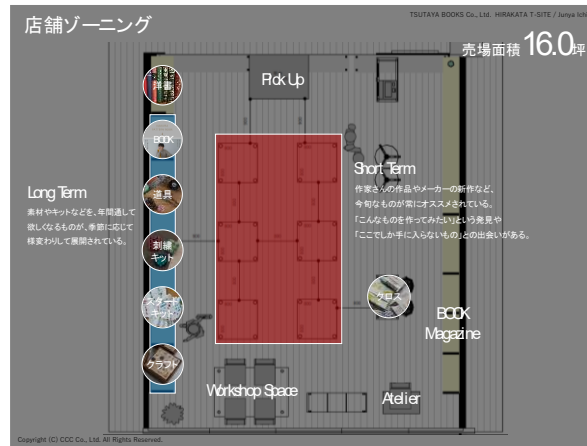 店舗ゾーニング
TSUTAYA BOOKS Co., Ltd. HIRAKATA T-SITE / Junya Ich
売場面積 16.0坪
Pick Up
洋書
BOOK
道具
刺繍
キット
スタート
キット
クラフト
Long Term
素材やキットなどを、年間通して
欲しくなるものが、季節に応じて
様変わりして展開されている。
Short Term
作家さんの作品やメーカーの新作など、
今旬なものが常にオススメされている。
「こんなものを作ってみたい」という発見や
「ここでしか手に入らないもの」との出会いがある。
クロス
BOOK
Magazine
Workshop Space
Atelier
Copyright (C) CCC Co., Ltd. All Rights Reserved.